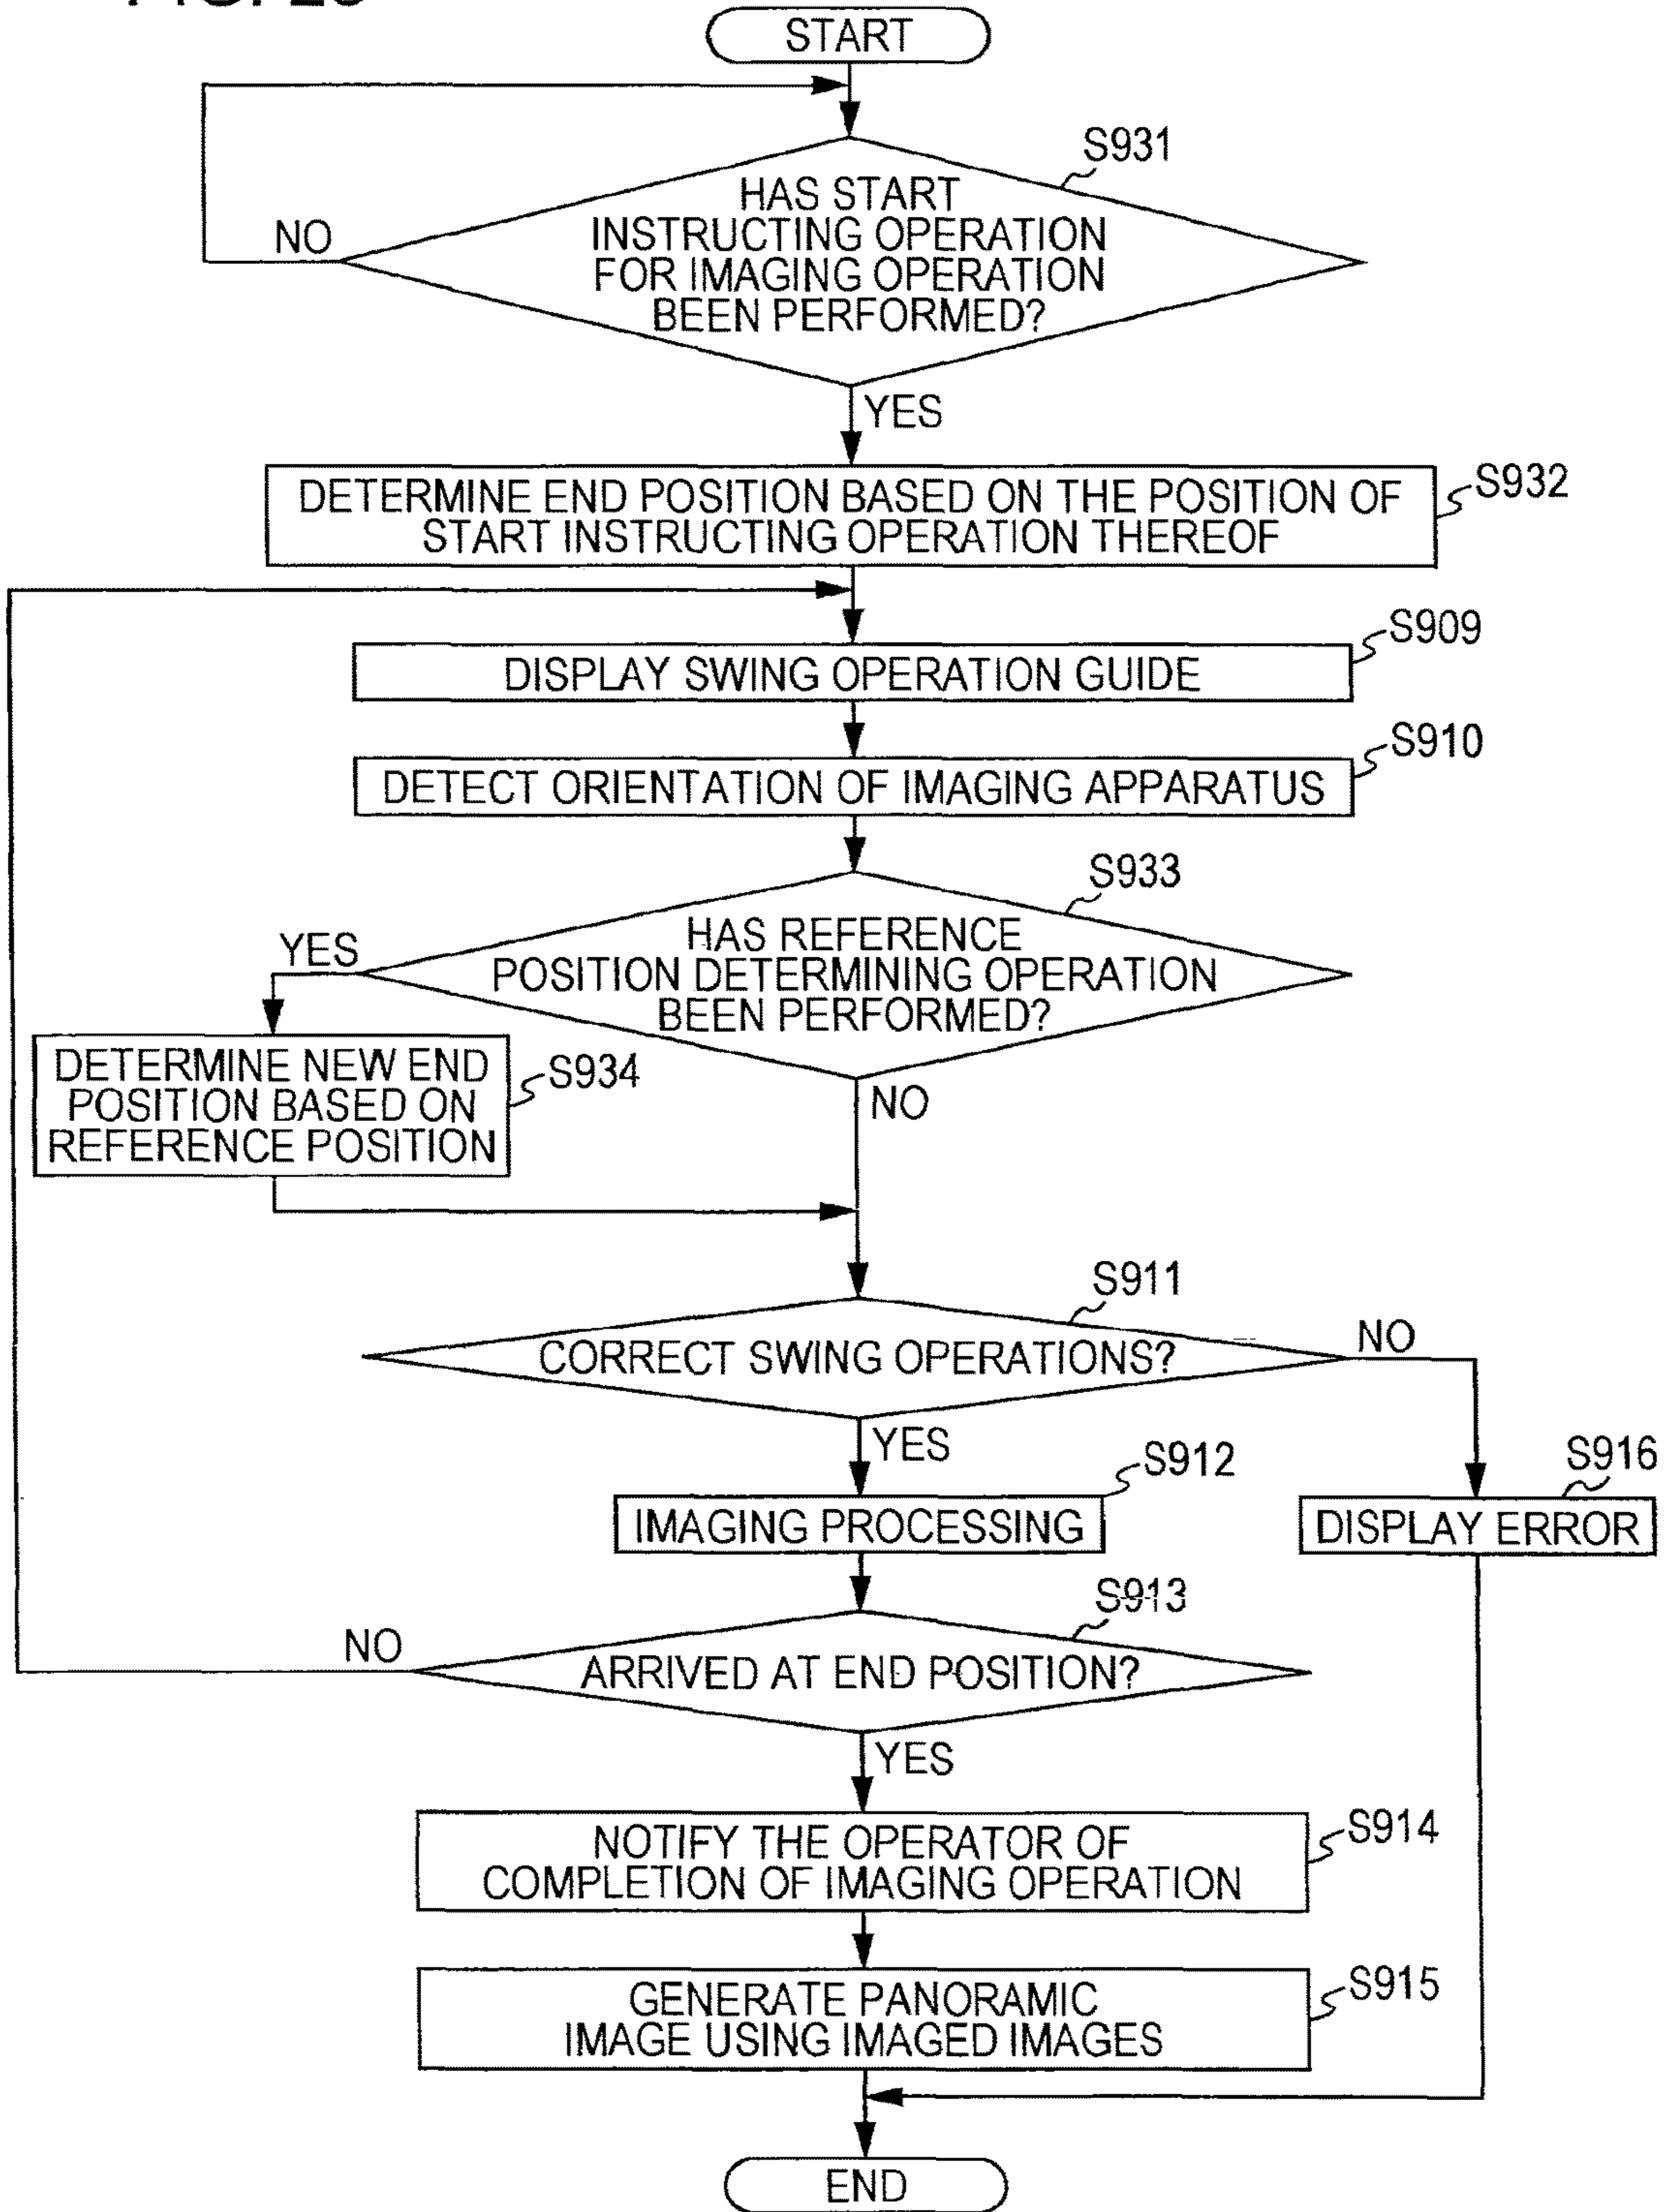 START
S931
HAS START
INSTRUCTING OPERATION
FOR IMAGING OPERATION
BEEN PERFORMED?
NO
YES
S932
DETERMINE END POSITION BASED ON THE POSITION OF
START INSTRUCTING OPERATION THEREOF
S909
DISPLAY SWING OPERATION GUIDE
S910
DETECT ORIENTATION OF IMAGING APPARATUS
S933
HAS REFERENCE
POSITION DETERMINING OPERATION
BEEN PERFORMED?
YES
NO
S934
DETERMINE NEW END
POSITION BASED ON
REFERENCE POSITION
S911
CORRECT SWING OPERATIONS?
NO
YES
S912
IMAGING PROCESSING
S916
DISPLAY ERROR
S913
ARRIVED AT END POSITION?
NO
YES
S914
NOTIFY THE OPERATOR OF
COMPLETION OF IMAGING OPERATION
S915
GENERATE PANORAMIC
IMAGE USING IMAGED IMAGES
END